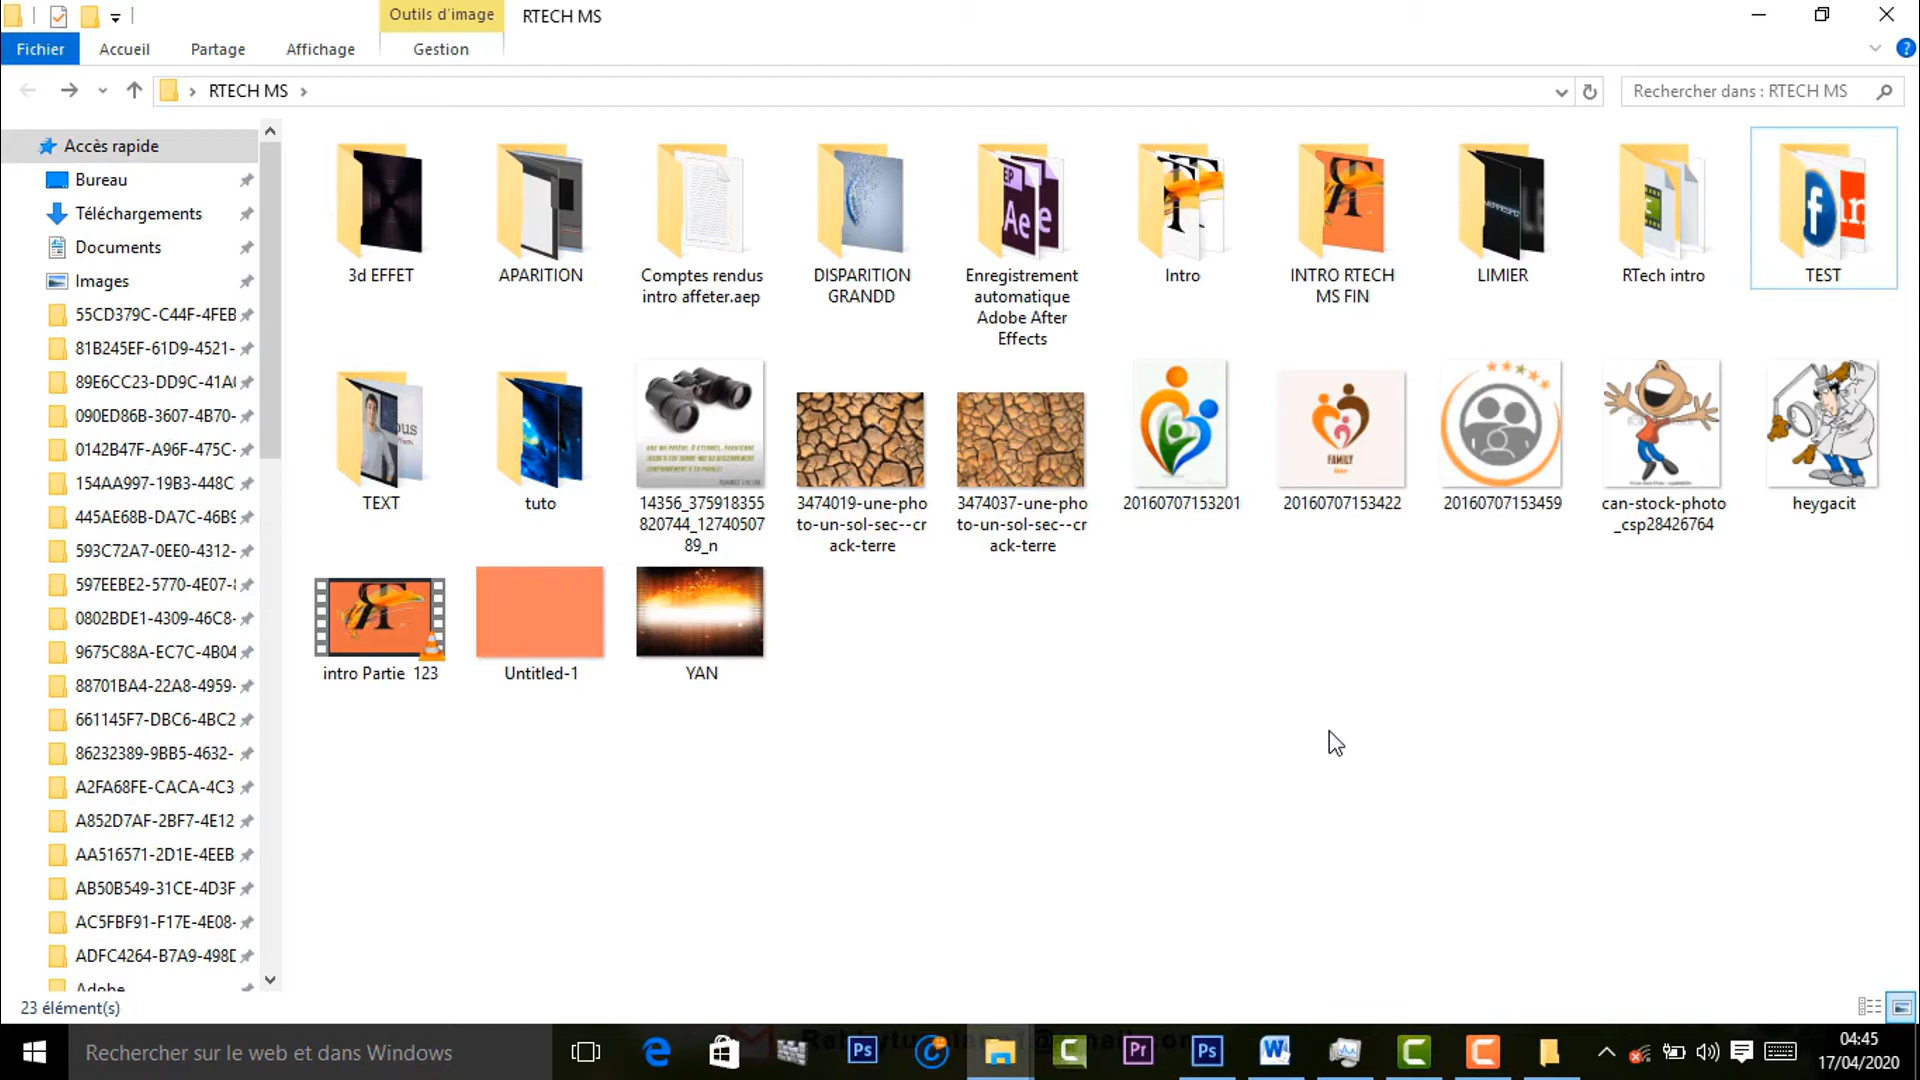 Outils d'image
RTECH MS
Fichier
Accueil
Partage
Affichage
Gestion
RTECH MS
Rechercher dans : RTECH MS
Accès rapide
Bureau
Téléchargements
Documents
Images
55CD379C-C44F-4FEB
81B245EF-61D9-4521-
89E6CC23-DD9C-41A
090ED86B-3607-4B70-
0142B47F-A96F-475C-
154AA997-19B3-448C
445AE68B-DA7C-46B9
593C72A7-0EE0-4312-
597EEBE2-5770-4E07-
0802BDE1-4309-46C8-
9675C88A-EC7C-4B04
88701BA4-22A8-4959-
661145F7-DBC6-4BC2
86232389-9BB5-4632-
A2FA68FE-CACA-4C3
A852D7AF-2BF7-4E12
AA516571-2D1E-4EEB
AB50B549-31CE-4D3F
AC5FBF91-F17E-4E08-
ADFC4264-B7A9-498D
Adobe
3d EFFET
APARITION
Comptes rendus
intro affeter.aep
DISPARITION
GRANDD
Enregistrement
automatique
Adobe After
Effects
Intro
INTRO RTECH
MS FIN
LIMIER
RTech intro
TEST
TEXT
tuto
14356_375918355
820744_12740507
89_n
3474019-une-pho
to-un-sol-sec--cr
ack-terre
3474037-une-pho
to-un-sol-sec--cr
ack-terre
20160707153201
FAMILY
20160707153422
20160707153459
can-stock-photo
_csp28426764
heygacit
intro Partie 123
Untitled-1
YAN
23 élément(s)
Rechercher sur le web et dans Windows
Ps
Pr
Ps
04:45
17/04/2020